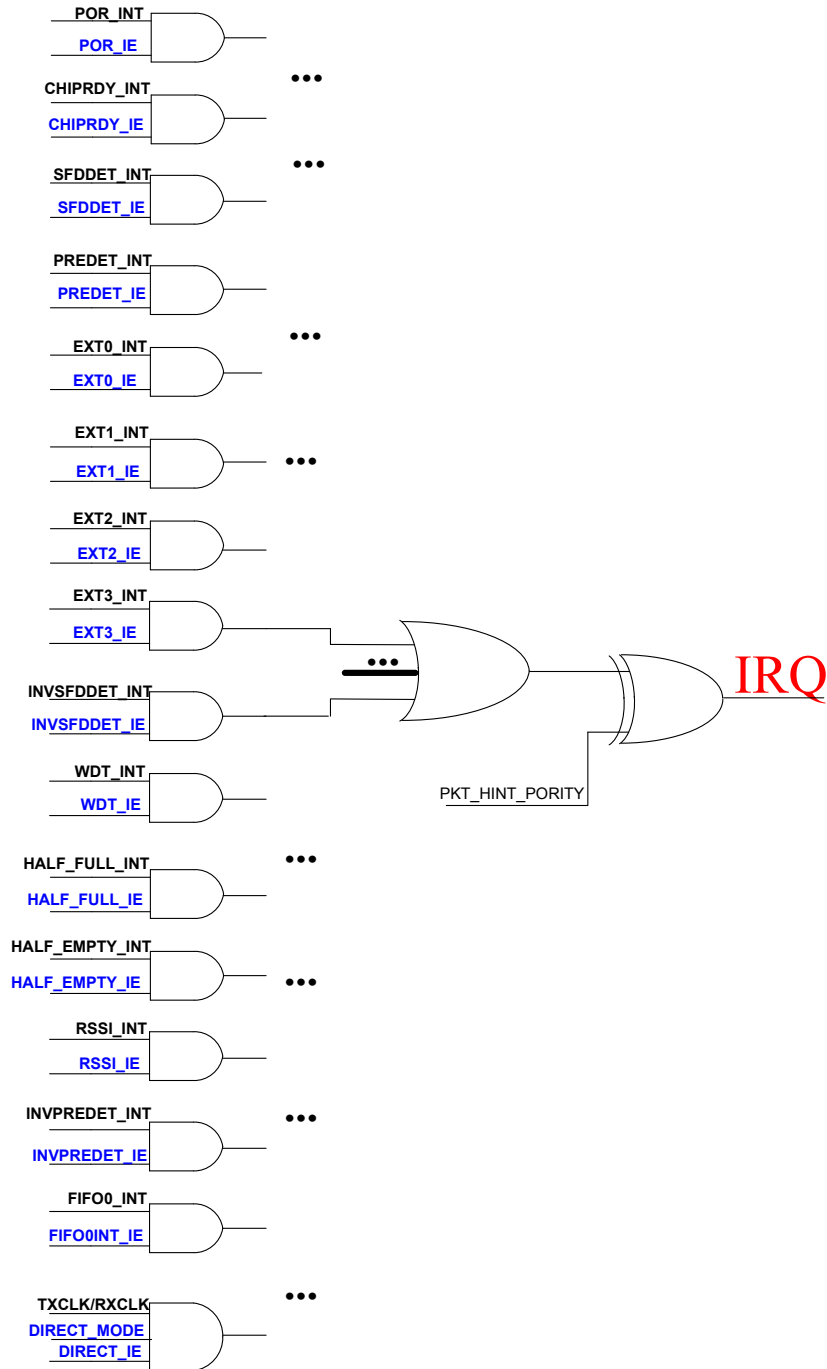 POR_INT
POR_IE
CHIPRDY_INT
CHIPRDY_IE
SFDDET_INT
SFDDET_IE
PREDET_INT
PREDET_IE
EXT0_INT
EXT0_IE
EXT1_INT
EXT1_IE
EXT2_INT
EXT2_IE
EXT3_INT
EXT3_IE
INVSFDDET_INT
INVSFDDET_IE
IRQ
WDT_INT
WDT_IE
PKT_HINT_PORITY
HALF_FULL_INT
HALF_FULL_IE
HALF_EMPTY_INT
HALF_EMPTY_IE
RSSI_INT
RSSI_IE
INVPREDET_INT
INVPREDET_IE
FIFO0_INT
FIFO0INT_IE
TXCLK/RXCLK
DIRECT_MODE
DIRECT_IE